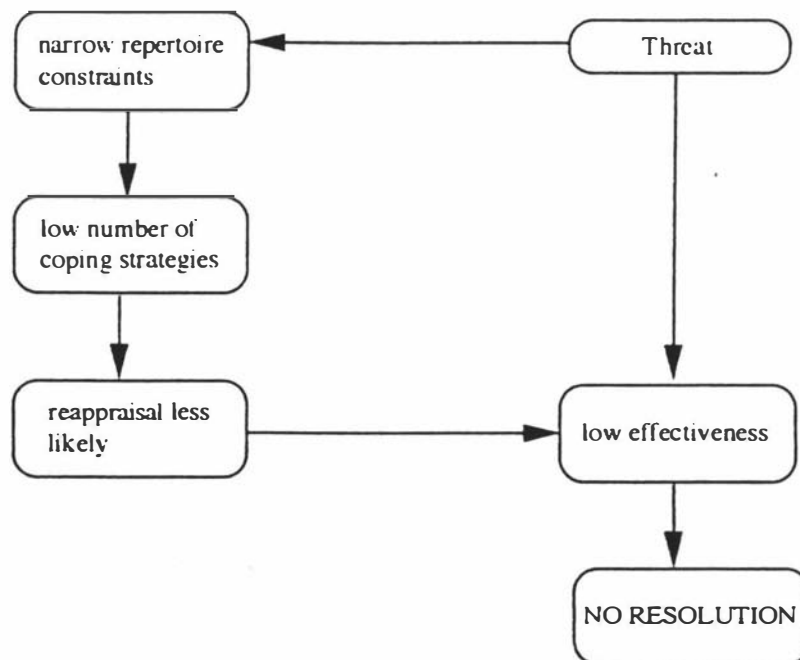 narrow repertoire
constraints
Threat
low number of
coping strategies
reappraisal less
likely
low effectiveness
NO RESOLUTION